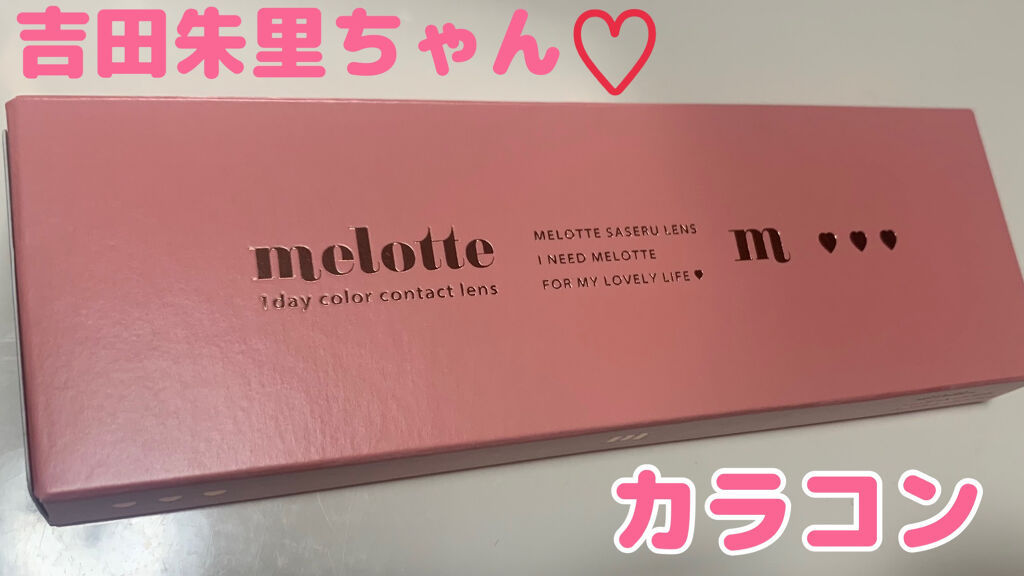 吉田朱里ちゃん♡
melotte
1day color contact lens
MELOTTE SASERU LENS
I NEED MELOTTE
FOR MY LOVELY LIFE♥
m ♥♥♥
m
カラコン